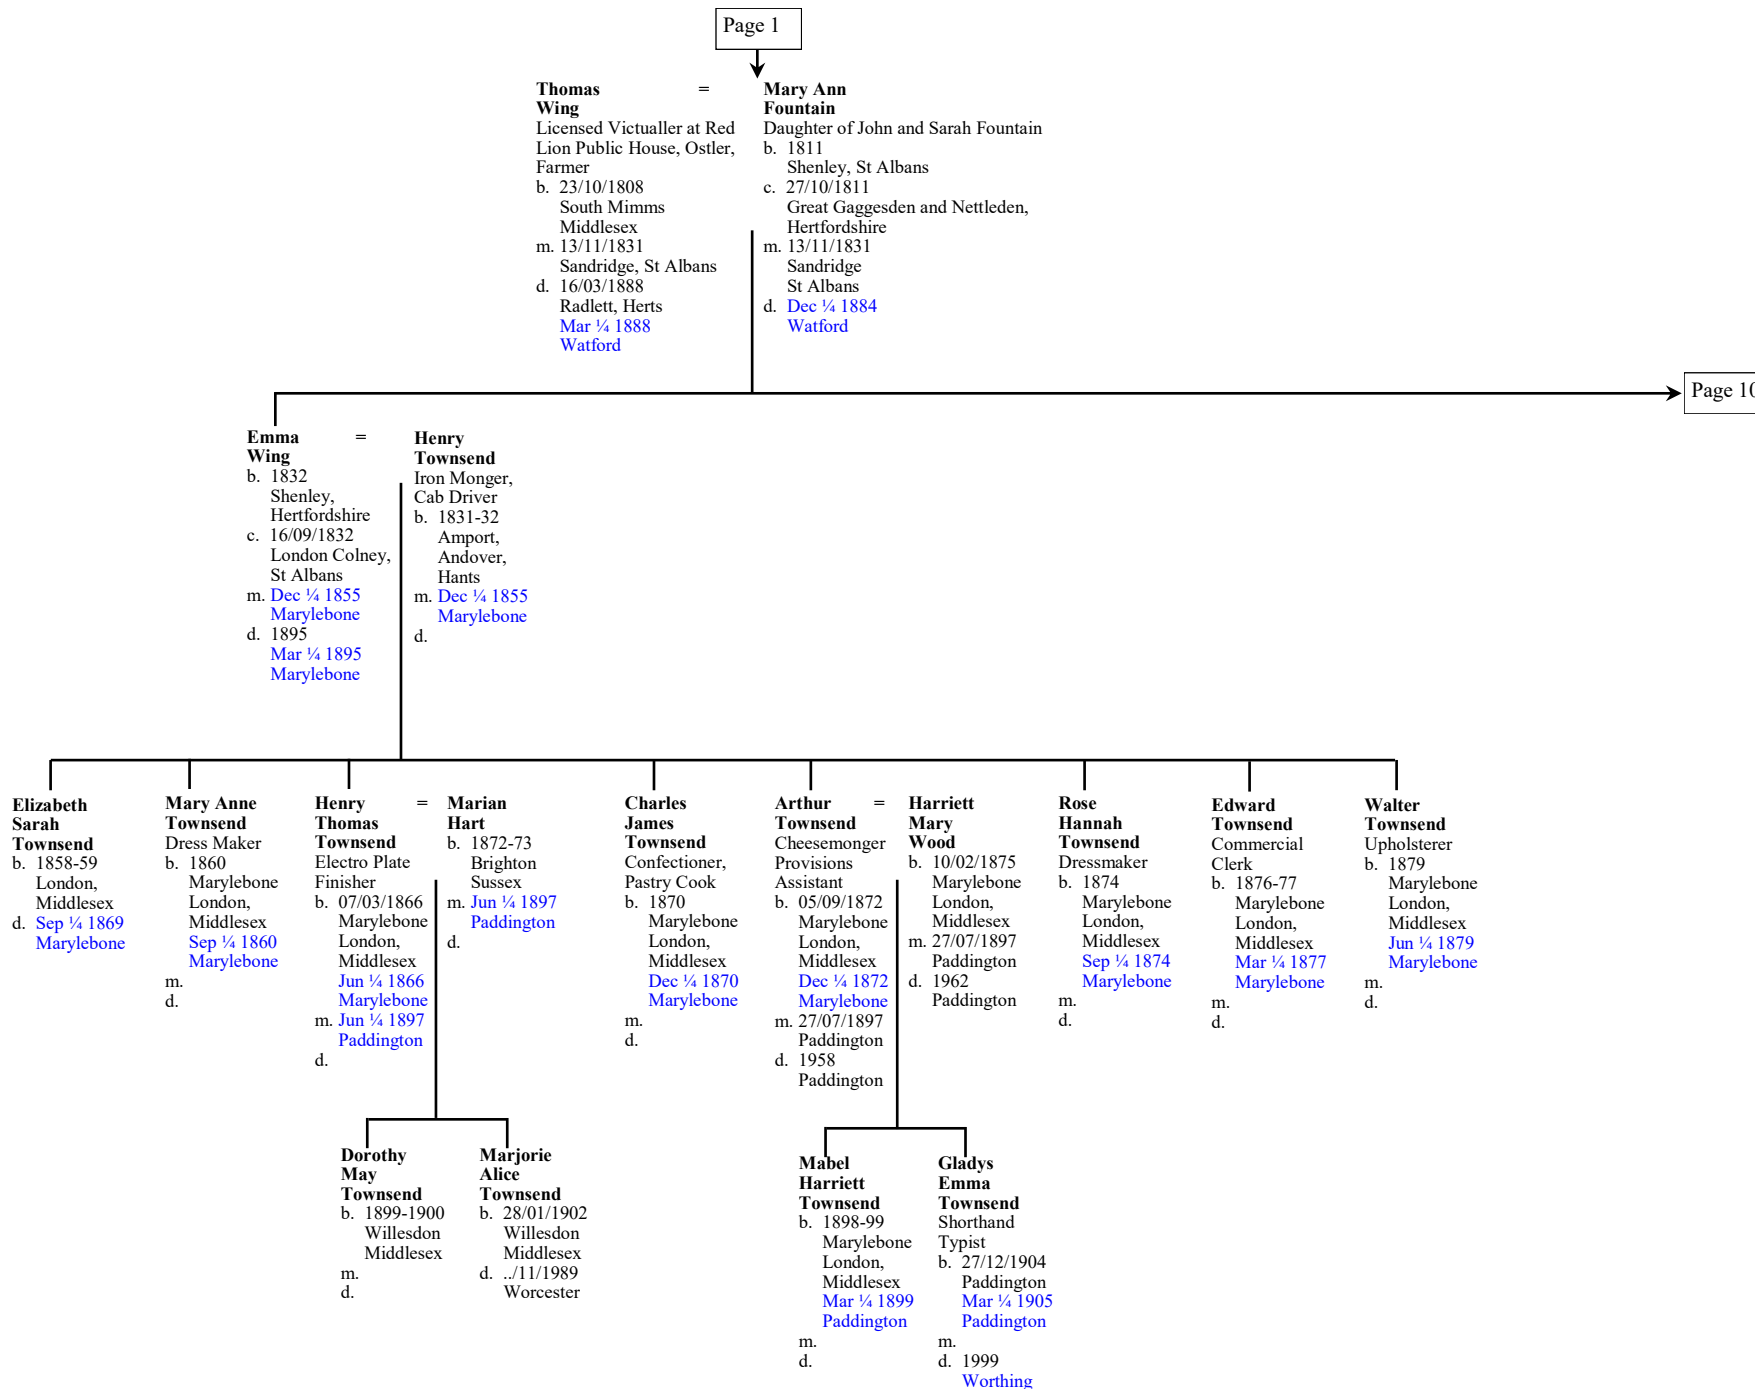 Page 1
Thomas =
Wing
Licensed Victualler at Red
Lion Public House, Ostler,
Farmer
b. 23/10/1808
South Mimms
Middlesex
m. 13/11/1831
Sandridge, St Albans
d. 16/03/1888
Radlett, Herts
Mar ¼ 1888
Watford
Mary Ann
Fountain
Daughter of John and Sarah Fountain
b. 1811
Shenley, St Albans
c. 27/10/1811
Great Gaggesden and Nettleden,
Hertfordshire
m. 13/11/1831
Sandridge
St Albans
d. Dec ¼ 1884
Watford
Page 10
Emma =
Wing
b. 1832
Shenley,
Hertfordshire
c. 16/09/1832
London Colney,
St Albans
m. Dec ¼ 1855
Marylebone
d. 1895
Mar ¼ 1895
Marylebone
Henry
Townsend
Iron Monger,
Cab Driver
b. 1831-32
Amport,
Andover,
Hants
m. Dec ¼ 1855
Marylebone
d.
Elizabeth
Sarah
Townsend
b. 1858-59
London,
Middlesex
d. Sep ¼ 1869
Marylebone
Mary Anne
Townsend
Dress Maker
b. 1860
Marylebone
London,
Middlesex
Sep ¼ 1860
Marylebone
m.
d.
Henry =
Thomas
Townsend
Electro Plate
Finisher
b. 07/03/1866
Marylebone
London,
Middlesex
Jun ¼ 1866
Marylebone
m. Jun ¼ 1897
Paddington
d.
Marian
Hart
b. 1872-73
Brighton
Sussex
m. Jun ¼ 1897
Paddington
d.
Charles
James
Townsend
Confectioner,
Pastry Cook
b. 1870
Marylebone
London,
Middlesex
Dec ¼ 1870
Marylebone
m.
d.
Arthur =
Townsend
Cheesemonger
Provisions
Assistant
b. 05/09/1872
Marylebone
London,
Middlesex
Dec ¼ 1872
Marylebone
m. 27/07/1897
Paddington
d. 1958
Paddington
Harriett
Mary
Wood
b. 10/02/1875
Marylebone
London,
Middlesex
m. 27/07/1897
Paddington
d. 1962
Paddington
Rose
Hannah
Townsend
Dressmaker
b. 1874
Marylebone
London,
Middlesex
Sep ¼ 1874
Marylebone
m.
d.
Edward
Townsend
Commercial
Clerk
b. 1876-77
Marylebone
London,
Middlesex
Mar ¼ 1877
Marylebone
m.
d.
Walter
Townsend
Upholsterer
b. 1879
Marylebone
London,
Middlesex
Jun ¼ 1879
Marylebone
m.
d.
Dorothy
May
Townsend
b. 1899-1900
Willesdon
Middlesex
m.
d.
Marjorie
Alice
Townsend
b. 28/01/1902
Willesdon
Middlesex
d. ../11/1989
Worcester
Mabel
Harriett
Townsend
b. 1898-99
Marylebone
London,
Middlesex
Mar ¼ 1899
Paddington
m.
d.
Gladys
Emma
Townsend
Shorthand
Typist
b. 27/12/1904
Paddington
Mar ¼ 1905
Paddington
m.
d. 1999
Worthing